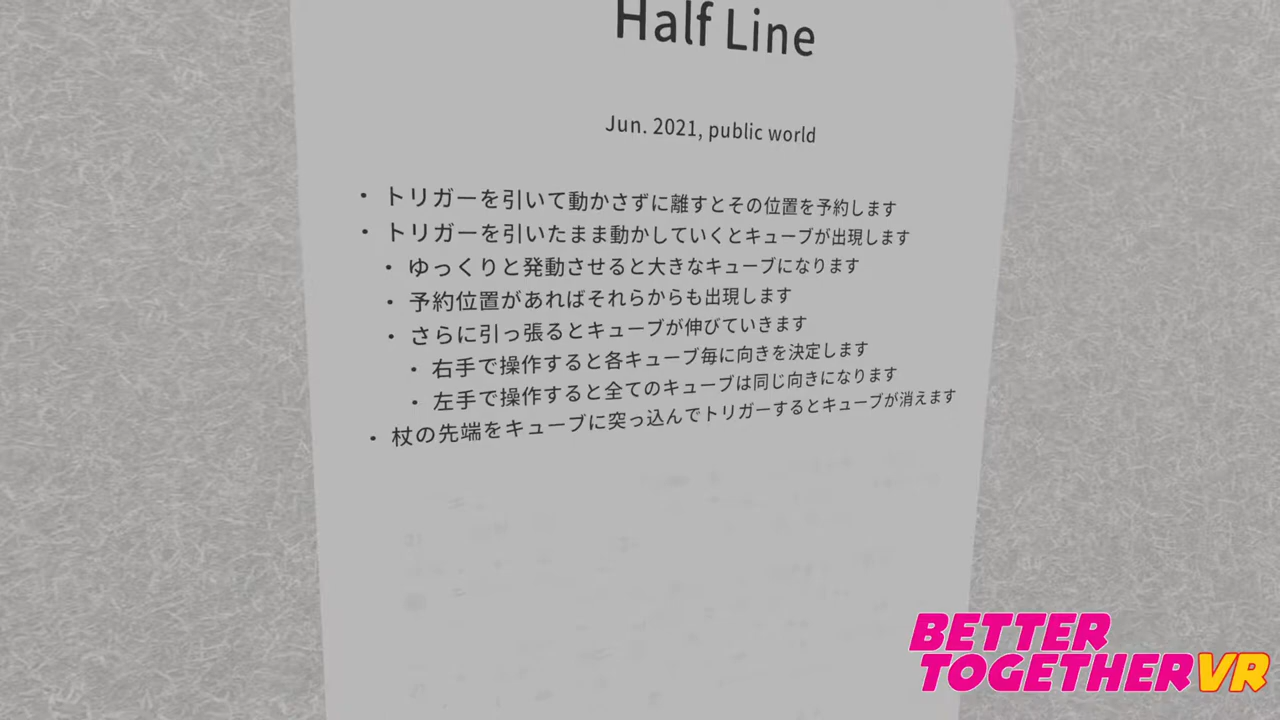 Half Line
Jun. 2021, public world
・トリガーを引いて動かさずに離すとその位置を予約します
・トリガーを引いたまま動かしていくとキューブが出現します
・ゆっくりと発動させると大きなキューブになります
・予約位置があればそれらからも出現します
・さらに引っ張るとキューブが伸びていきます
・右手で操作すると各キューブ毎に向きを決定します
・左手で操作すると全てのキューブは同じ向きになります
・杖の先端をキューブに突っ込んでトリガーするとキューブが消えます
BETTER
TOGETHER VR